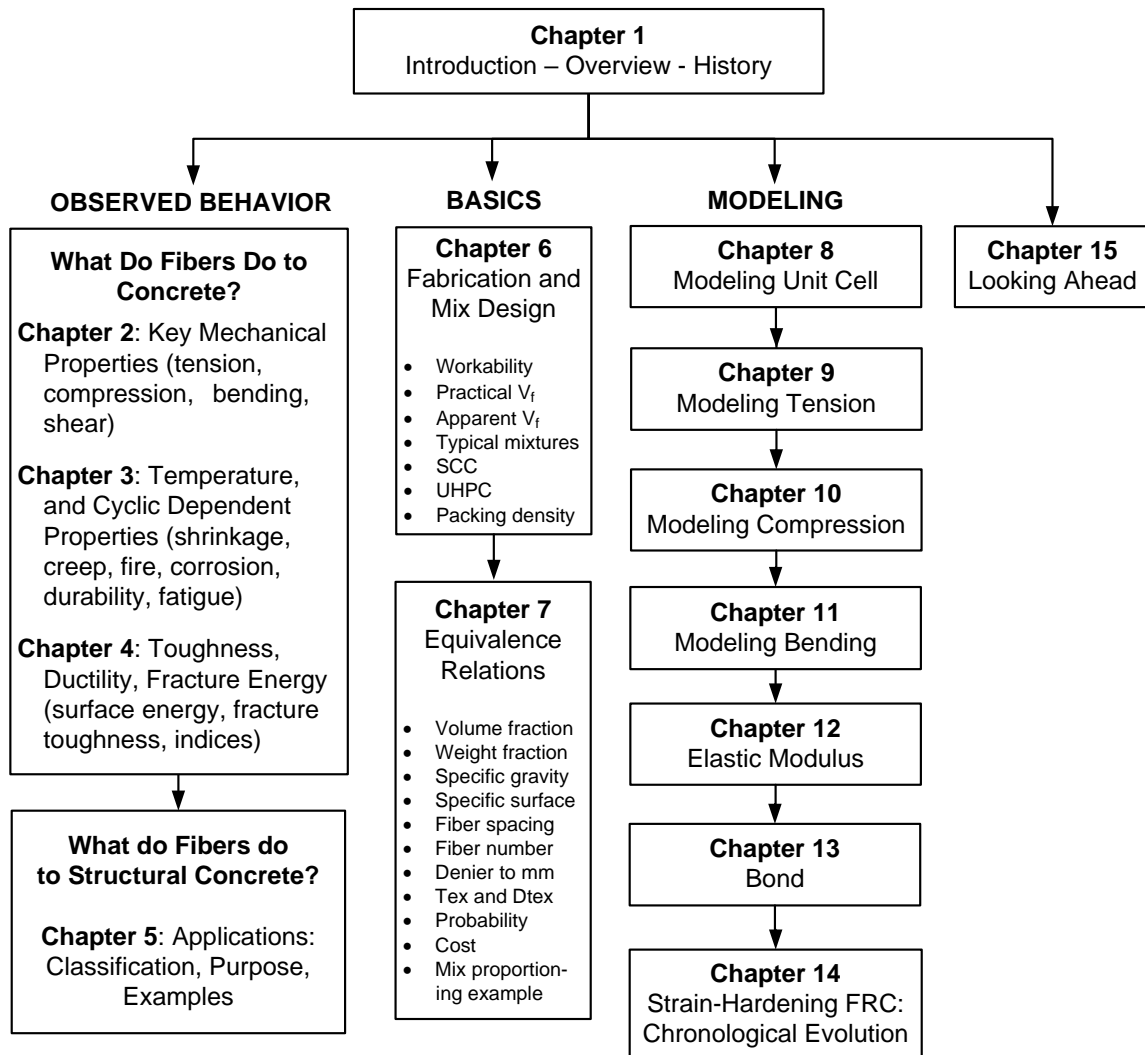 Chapter 1
Introduction – Overview - History
OBSERVED BEHAVIOR
What Do Fibers Do to
Concrete?
Chapter 2: Key Mechanical
Properties (tension,
compression, bending,
shear)
Chapter 3: Temperature,
and Cyclic Dependent
Properties (shrinkage,
creep, fire, corrosion,
durability, fatigue)
Chapter 4: Toughness,
Ductility, Fracture Energy
(surface energy, fracture
toughness, indices)
What do Fibers do
to Structural Concrete?
Chapter 5: Applications:
Classification, Purpose,
Examples
BASICS
Chapter 6
Fabrication and
Mix Design
• Workability
• Practical Vf
• Apparent Vf
• Typical mixtures
• SCC
• UHPC
• Packing density
Chapter 7
Equivalence
Relations
• Volume fraction
• Weight fraction
• Specific gravity
• Specific surface
• Fiber spacing
• Fiber number
• Denier to mm
• Tex and Dtex
• Probability
• Cost
• Mix proportion-
ing example
MODELING
Chapter 8
Modeling Unit Cell
Chapter 9
Modeling Tension
Chapter 10
Modeling Compression
Chapter 11
Modeling Bending
Chapter 12
Elastic Modulus
Chapter 13
Bond
Chapter 14
Strain-Hardening FRC:
Chronological Evolution
Chapter 15
Looking Ahead